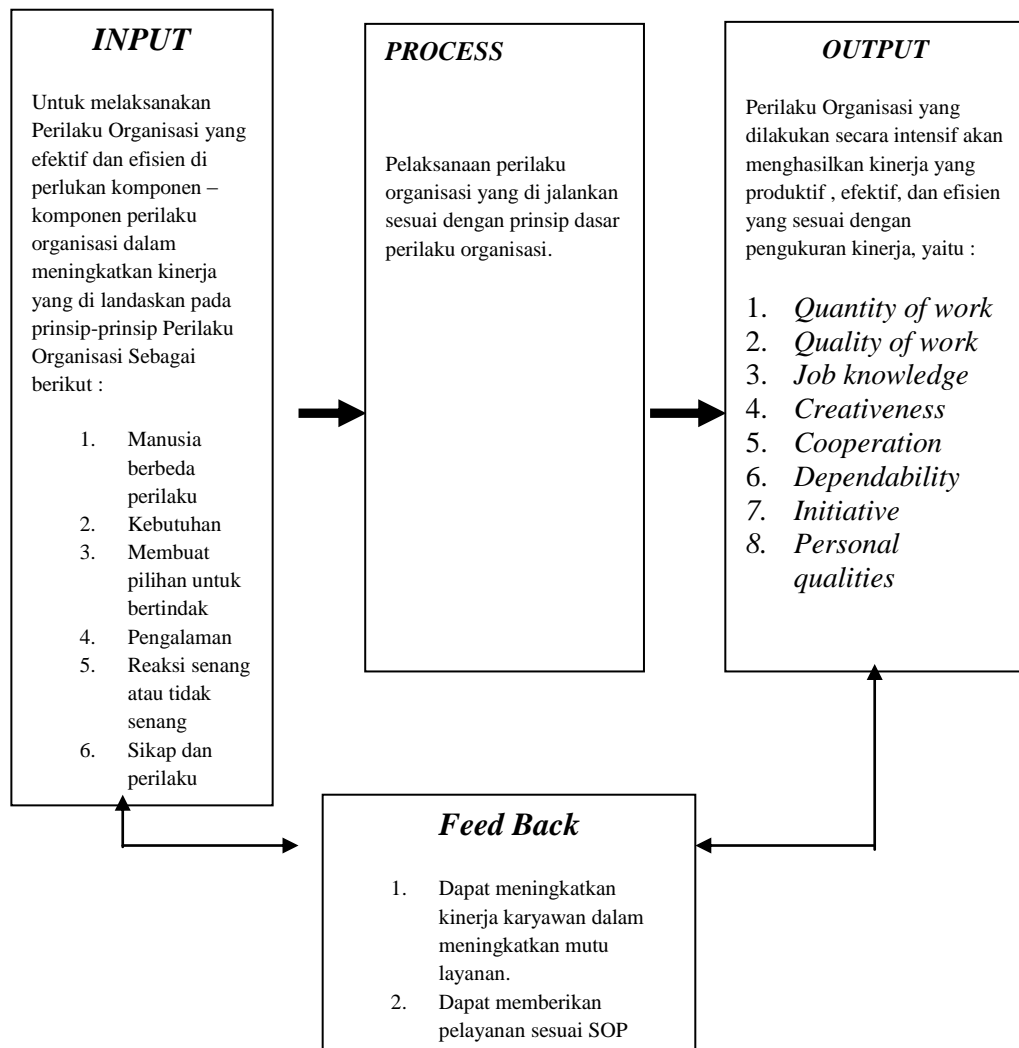 INPUT
Untuk melaksanakan
Perilaku Organisasi yang
efektif dan efisien di
perlukan komponen –
komponen perilaku
organisasi dalam
meningkatkan kinerja
yang di landaskan pada
prinsip-prinsip Perilaku
Organisasi Sebagai
berikut :
1. Manusia
berbeda
perilaku
2. Kebutuhan
3. Membuat
pilihan untuk
bertindak
4. Pengalaman
5. Reaksi senang
atau tidak
senang
6. Sikap dan
perilaku
PROCESS
Pelaksanaan perilaku
organisasi yang di jalankan
sesuai dengan prinsip dasar
perilaku organisasi.
OUTPUT
Perilaku Organisasi yang
dilakukan secara intensif akan
menghasilkan kinerja yang
produktif , efektif, dan efisien
yang sesuai dengan
pengukuran kinerja, yaitu :
1. Quantity of work
2. Quality of work
3. Job knowledge
4. Creativeness
5. Cooperation
6. Dependability
7. Initiative
8. Personal
qualities
Feed Back
1. Dapat meningkatkan
kinerja karyawan dalam
meningkatkan mutu
layanan.
2. Dapat memberikan
pelayanan sesuai SOP